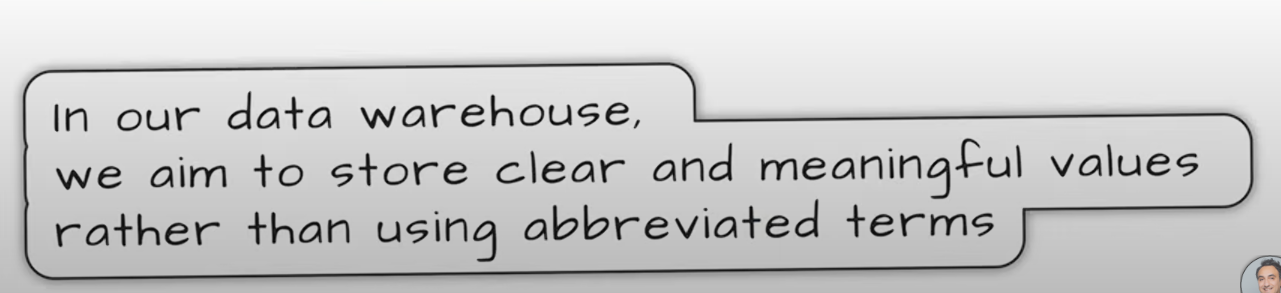 In our data warehouse,
we aim to store clear and meaningful values
rather than using abbreviated terms